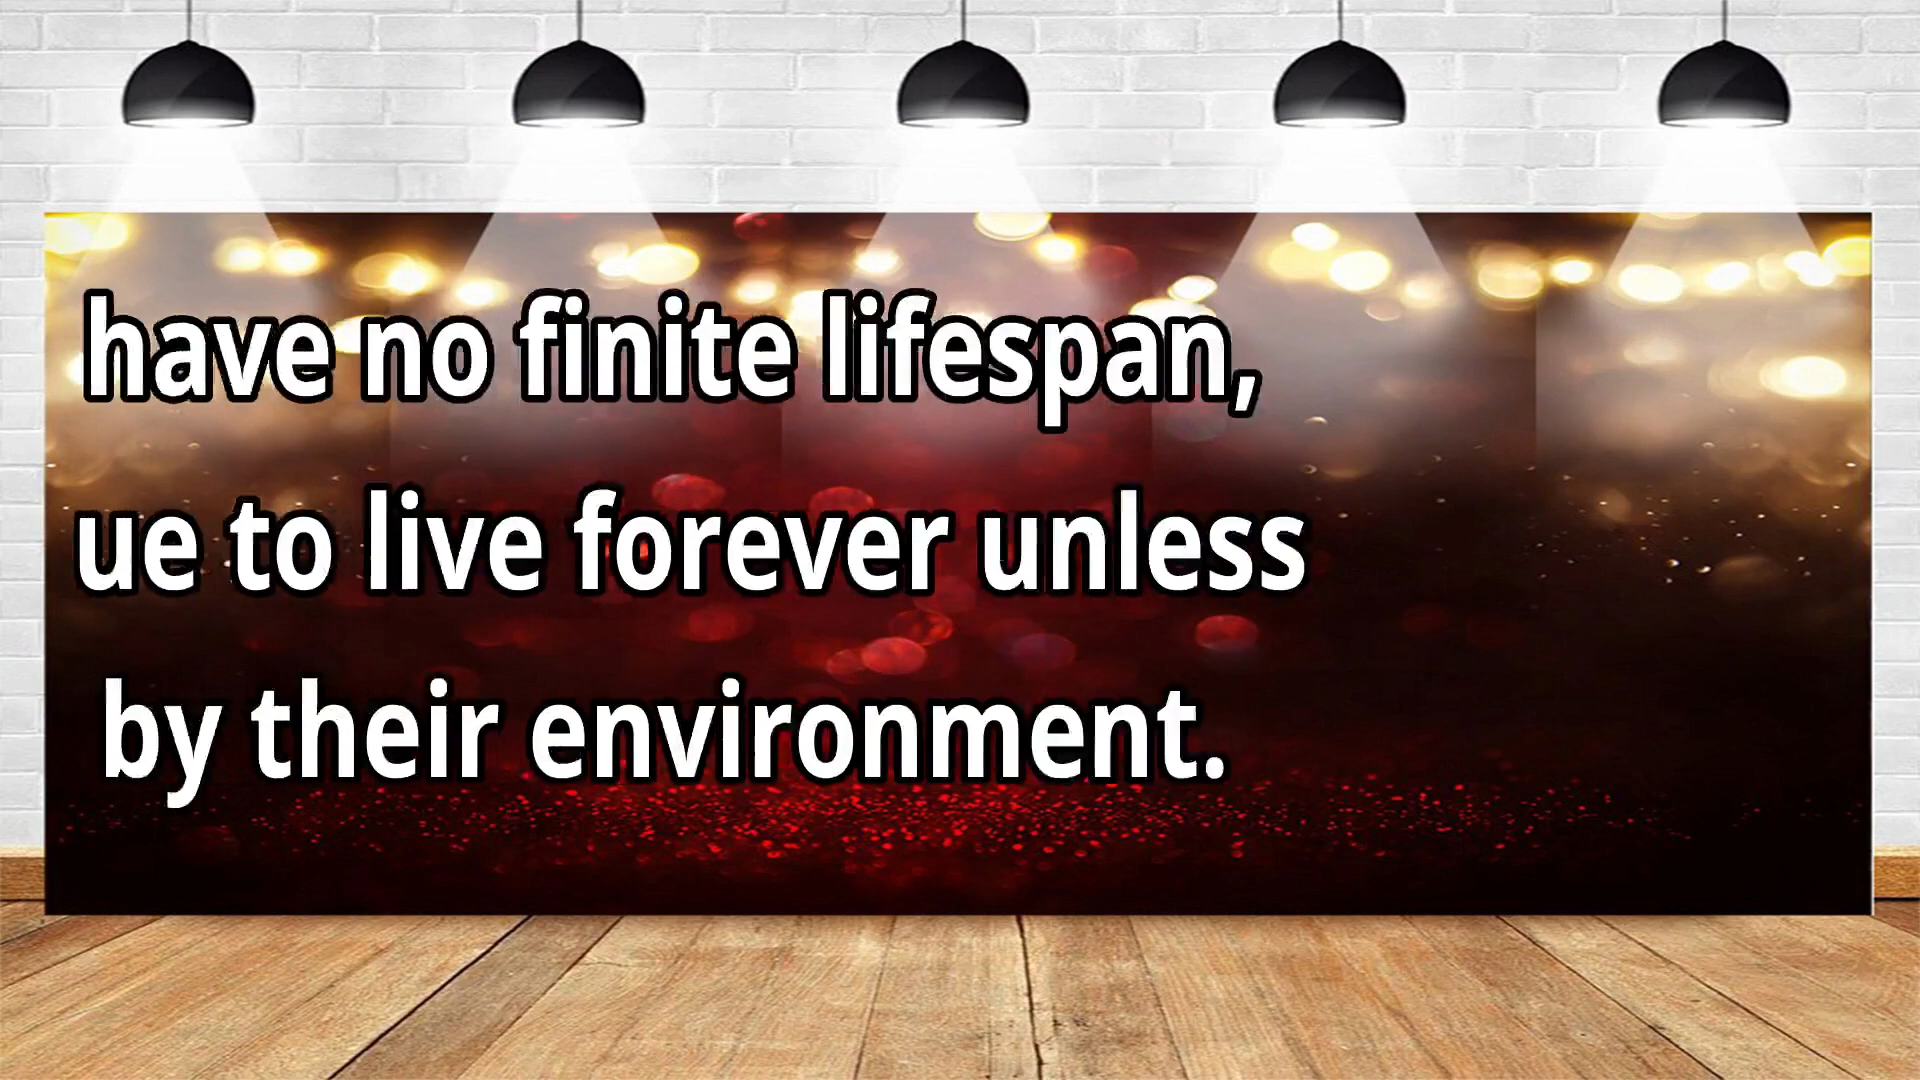 have no finite lifespan,
ue to live forever unless
by their environment.